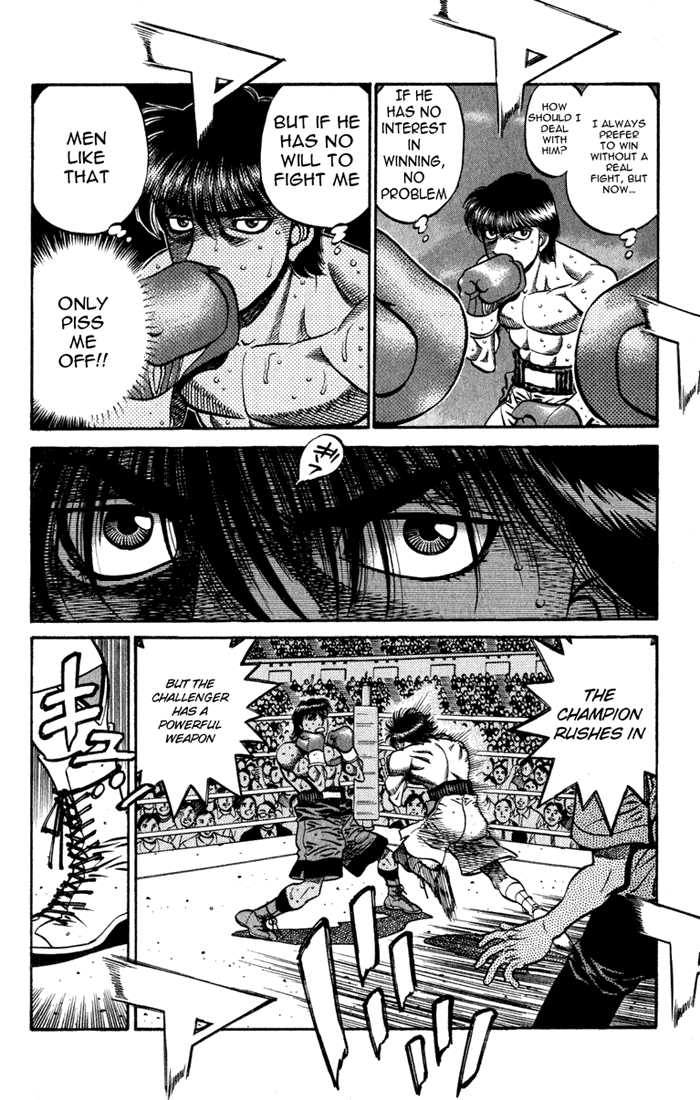 I ALWAYS
PREFER
TO WIN
WITHOUT A
REAL
FIGHT, BUT
NOW...
HOW
SHOULD I
DEAL
WITH
HIM?
IF HE
HAS NO
INTEREST
IN
WINNING,
NO
PROBLEM
BUT IF HE
HAS NO
WILL TO
FIGHT ME
MEN
LIKE
THAT
ONLY
PISS
ME
OFF!!
THE
CHAMPION
RUSHES IN
BUT THE
CHALLENGER
HAS A
POWERFUL
WEAPON
キュ